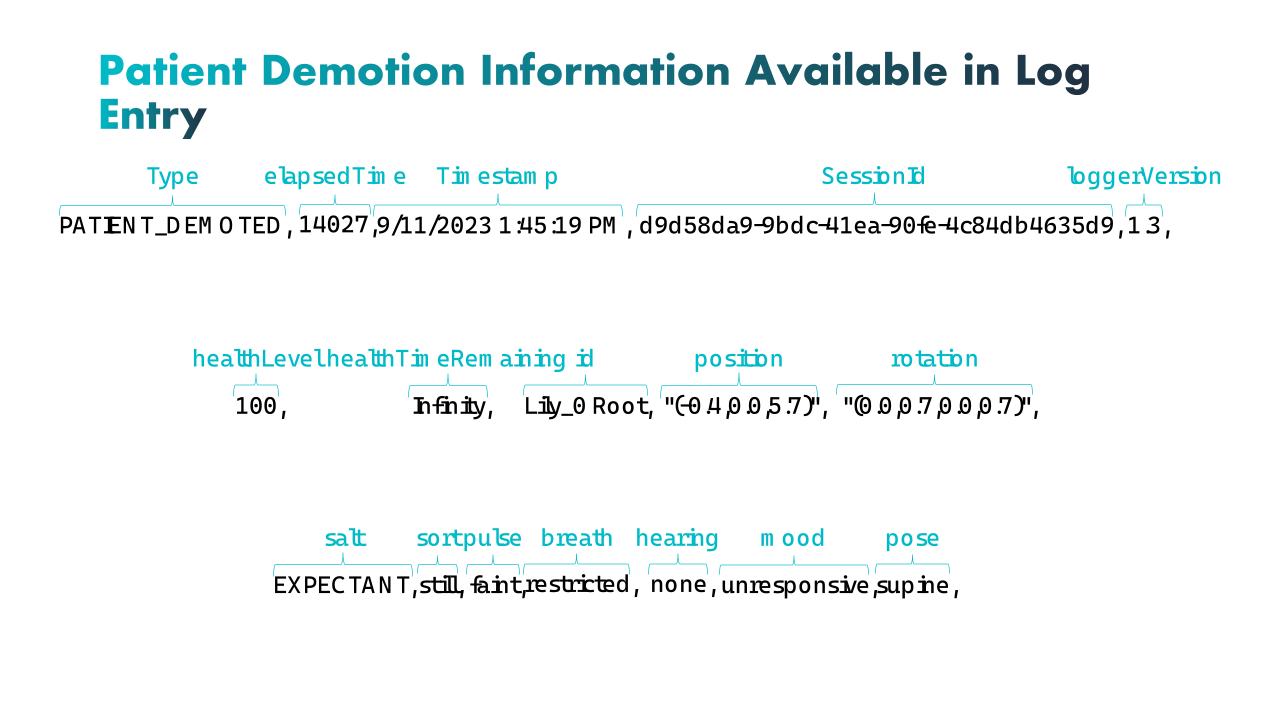 Patient Demotion Information Available in Log
Entry
Type elapsedTime Timestamp SessionId loggerVersion
PATIENT_DEMOTED, 14027,9/11/2023 1:45:19 PM, d9d58da9-9bdc-41ea-90fe-4c84db4635d9,1.3,
healthLevel healthTimeRemaining id position rotation
100, Infinity, Lily_0 Root, "(-0.4,0.0,5.7)", "(0.0,0.7,0.0,0.7)",
salt sort pulse breath hearing mood pose
EXPECTANT,still, faint,restricted, none, unresponsive,supine,